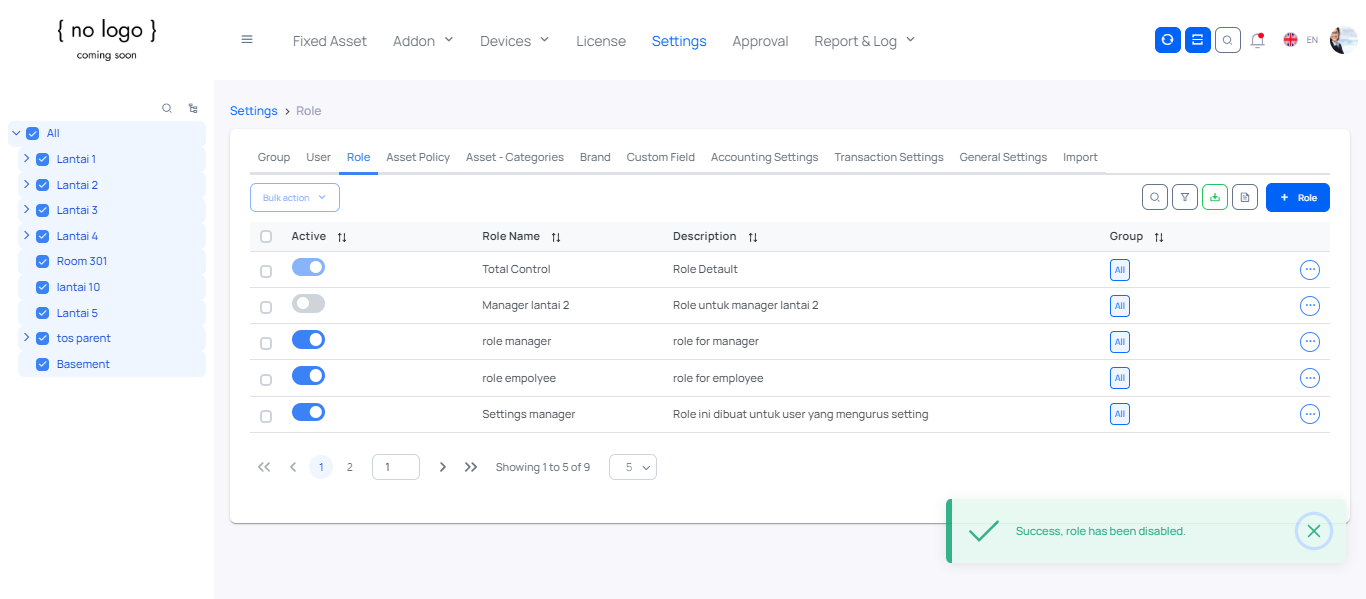 { no logo }
coming soon
Fixed Asset Addon Devices License Settings Approval Report & Log EN
Settings > Role
All
Lantai 1
Lantai 2
Lantai 3
Lantai 4
Room 301
lantai 10
Lantai 5
tos parent
Basement
Group User Role Asset Policy Asset - Categories Brand Custom Field Accounting Settings Transaction Settings General Settings Import
Bulk action + Role
Active Role Name Description Group
Total Control Role Detault All
Manager lantai 2 Role untuk manager lantai 2 All
role manager role for manager All
role empolyee role for employee All
Settings manager Role ini dibuat untuk user yang mengurus setting All
1 2 1 Showing 1 to 5 of 9 5
Success, role has been disabled.